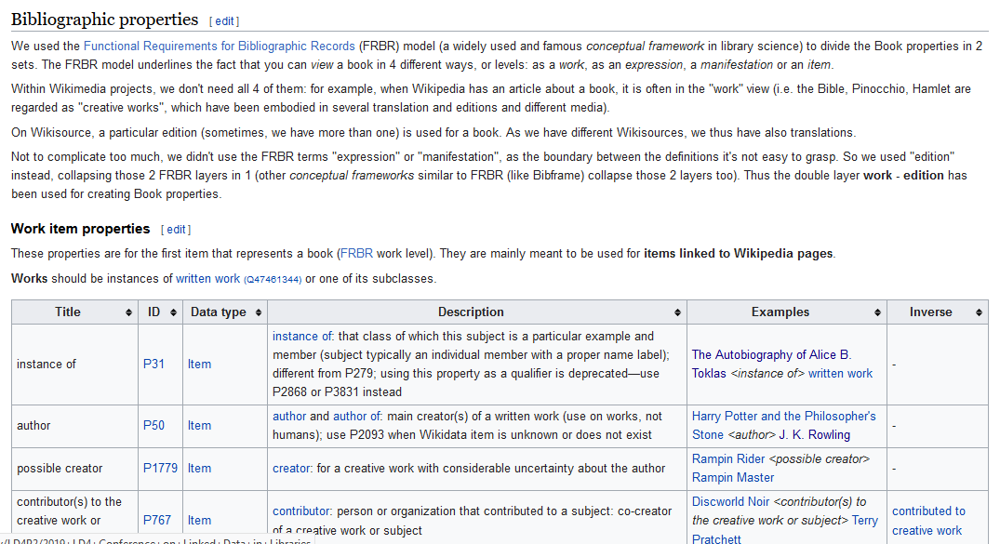 Bibliographic properties [ edit ]
We used the Functional Requirements for Bibliographic Records (FRBR) model (a widely used and famous conceptual framework in library science) to divide the Book properties in 2
sets. The FRBR model underlines the fact that you can view a book in 4 different ways, or levels: as a work, as an expression, a manifestation or an item.
Within Wikimedia projects, we don't need all 4 of them: for example, when Wikipedia has an article about a book, it is often in the "work" view (i.e. the Bible, Pinocchio, Hamlet are
regarded as "creative works", which have been embodied in several translation and editions and different media).
On Wikisource, a particular edition (sometimes, we have more than one) is used for a book. As we have different Wikisources, we thus have also translations.
Not to complicate too much, we didn't use the FRBR terms "expression" or "manifestation", as the boundary between the definitions it's not easy to grasp. So we used "edition"
instead, collapsing those 2 FRBR layers in 1 (other conceptual frameworks similar to FRBR (like Bibframe) collapse those 2 layers too). Thus the double layer work - edition has
been used for creating Book properties.
Work item properties [ edit ]
These properties are for the first item that represents a book (FRBR work level). They are mainly meant to be used for items linked to Wikipedia pages.
Works should be instances of written work (Q47461344) or one of its subclasses.
Title ID Data type Description Examples Inverse
instance of P31 Item
instance of: that class of which this subject is a particular example and
member (subject typically an individual member with a proper name label);
different from P279; using this property as a qualifier is deprecated—use
P2868 or P3831 instead
The Autobiography of Alice B.
Toklas <instance of> written work
-
author P50 Item
author and author of: main creator(s) of a written work (use on works, not
humans); use P2093 when Wikidata item is unknown or does not exist
Harry Potter and the Philosopher's
Stone <author> J. K. Rowling
-
possible creator P1779 Item
creator: for a creative work with considerable uncertainty about the author
Rampin Rider <possible creator>
Rampin Master
-
contributor(s) to the
creative work or
P767 Item
contributor: person or organization that contributed to a subject: co-creator
of a creative work or subject
Discworld Noir <contributor(s) to
the creative work or subject> Terry
Pratchett
contributed to
creative work